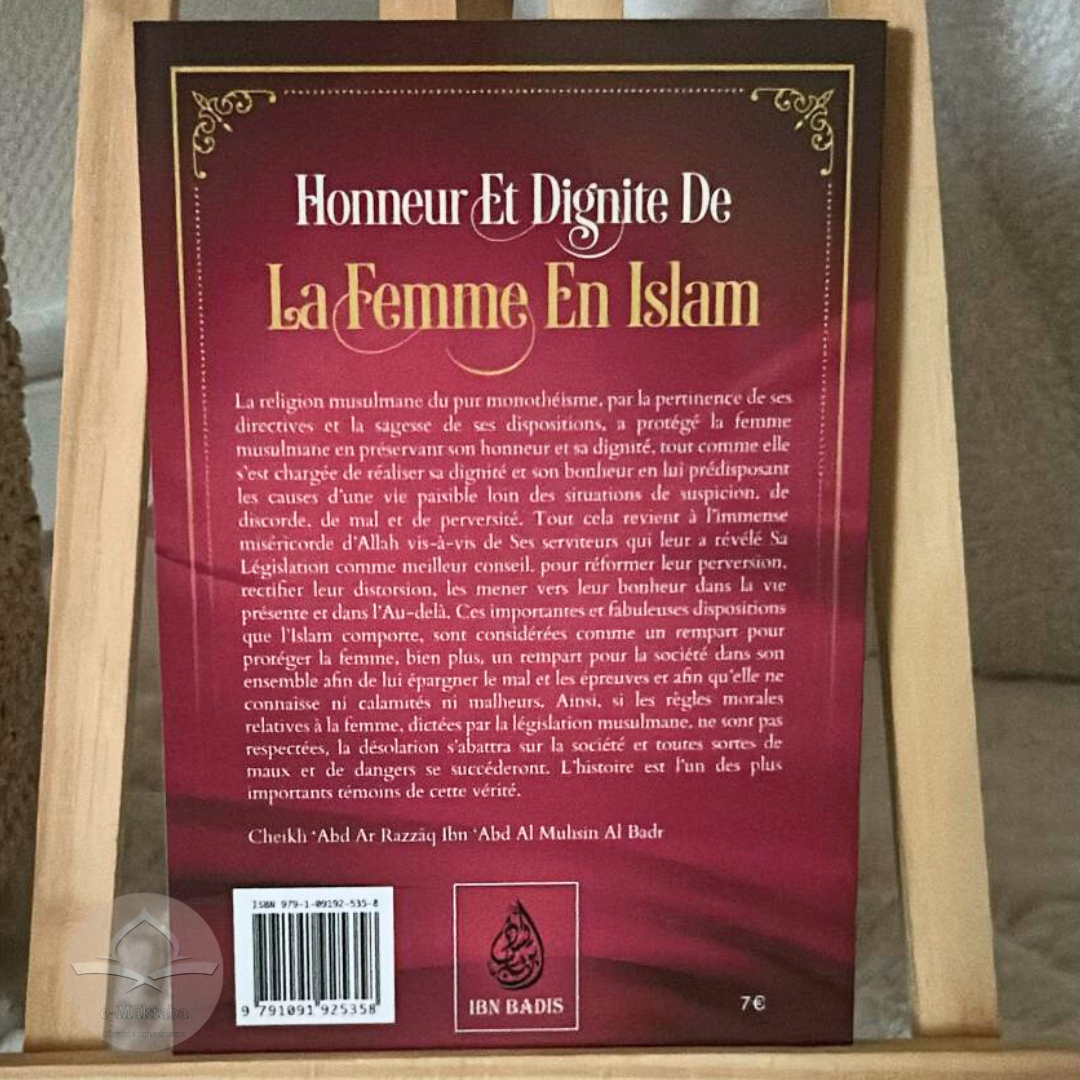 Honneur Et Dignite De
La Femme En Islam
La religion musulmane du pur monothéisme, par la pertinence de ses
directives et la sagesse de ses dispositions, a protégé la femme
musulmane en préservant son honneur et sa dignité, tout comme elle
s'est chargée de réaliser sa dignité et son bonheur en lui prédisposant
les causes d'une vie paisible loin des situations de suspicion, de
discorde, de mal et de perversité. Tout cela revient à l'immense
miséricorde d'Allah vis-à-vis de Ses serviteurs qui leur a révélé Sa
Législation comme meilleur conseil, pour réformer leur perversion,
rectifier leur distorsion, les mener vers leur bonheur dans la vie
présente et dans l'Au-delà. Ces importantes et fabuleuses dispositions
que l'Islam comporte, sont considérées comme un rempart pour
protéger la femme, bien plus, un rempart pour la société dans son
ensemble afin de lui épargner le mal et les épreuves et afin qu'elle ne
connaisse ni calamités ni malheurs. Ainsi, si les règles morales
relatives à la femme, dictées par la législation musulmane, ne sont pas
respectées, la désolation s'abattra sur la société et toutes sortes de
maux et de dangers se succéderont. L'histoire est l'un des plus
importants témoins de cette vérité.
Cheikh 'Abd Ar Razzâq Ibn 'Abd Al Muhsin Al Badr
ISBN 979-1-09192-535-8
9 791091 925358
IBN BADIS
7€
e-Maktaba